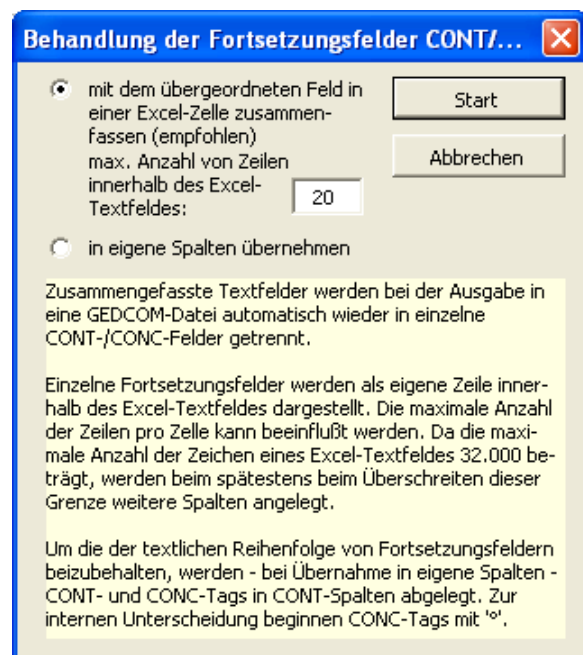 Behandlung der Fortsetzungsfelder CONT/...
mit dem übergeordneten Feld in
einer Excel-Zelle zusammen-
fassen (empfohlen)
max. Anzahl von Zeilen
innerhalb des Excel-
Textfeldes:
20
Start
Abbrechen
in eigene Spalten übernehmen
Zusammengefasste Textfelder werden bei der Ausgabe in
eine GEDCOM-Datei automatisch wieder in einzelne
CONT-/CONC-Felder getrennt.
Einzelne Fortsetzungsfelder werden als eigene Zeile inner-
halb des Excel-Textfeldes dargestellt. Die maximale Anzahl
der Zeilen pro Zelle kann beeinflußt werden. Da die maxi-
male Anzahl der Zeichen eines Excel-Textfeldes 32.000 be-
trägt, werden beim spätestens beim Überschreiten dieser
Grenze weitere Spalten angelegt.
Um die der textlichen Reihenfolge von Fortsetzungsfeldern
beizubehalten, werden - bei Übernahme in eigene Spalten -
CONT- und CONC-Tags in CONT-Spalten abgelegt. Zur
internen Unterscheidung beginnen CONC-Tags mit '°'.